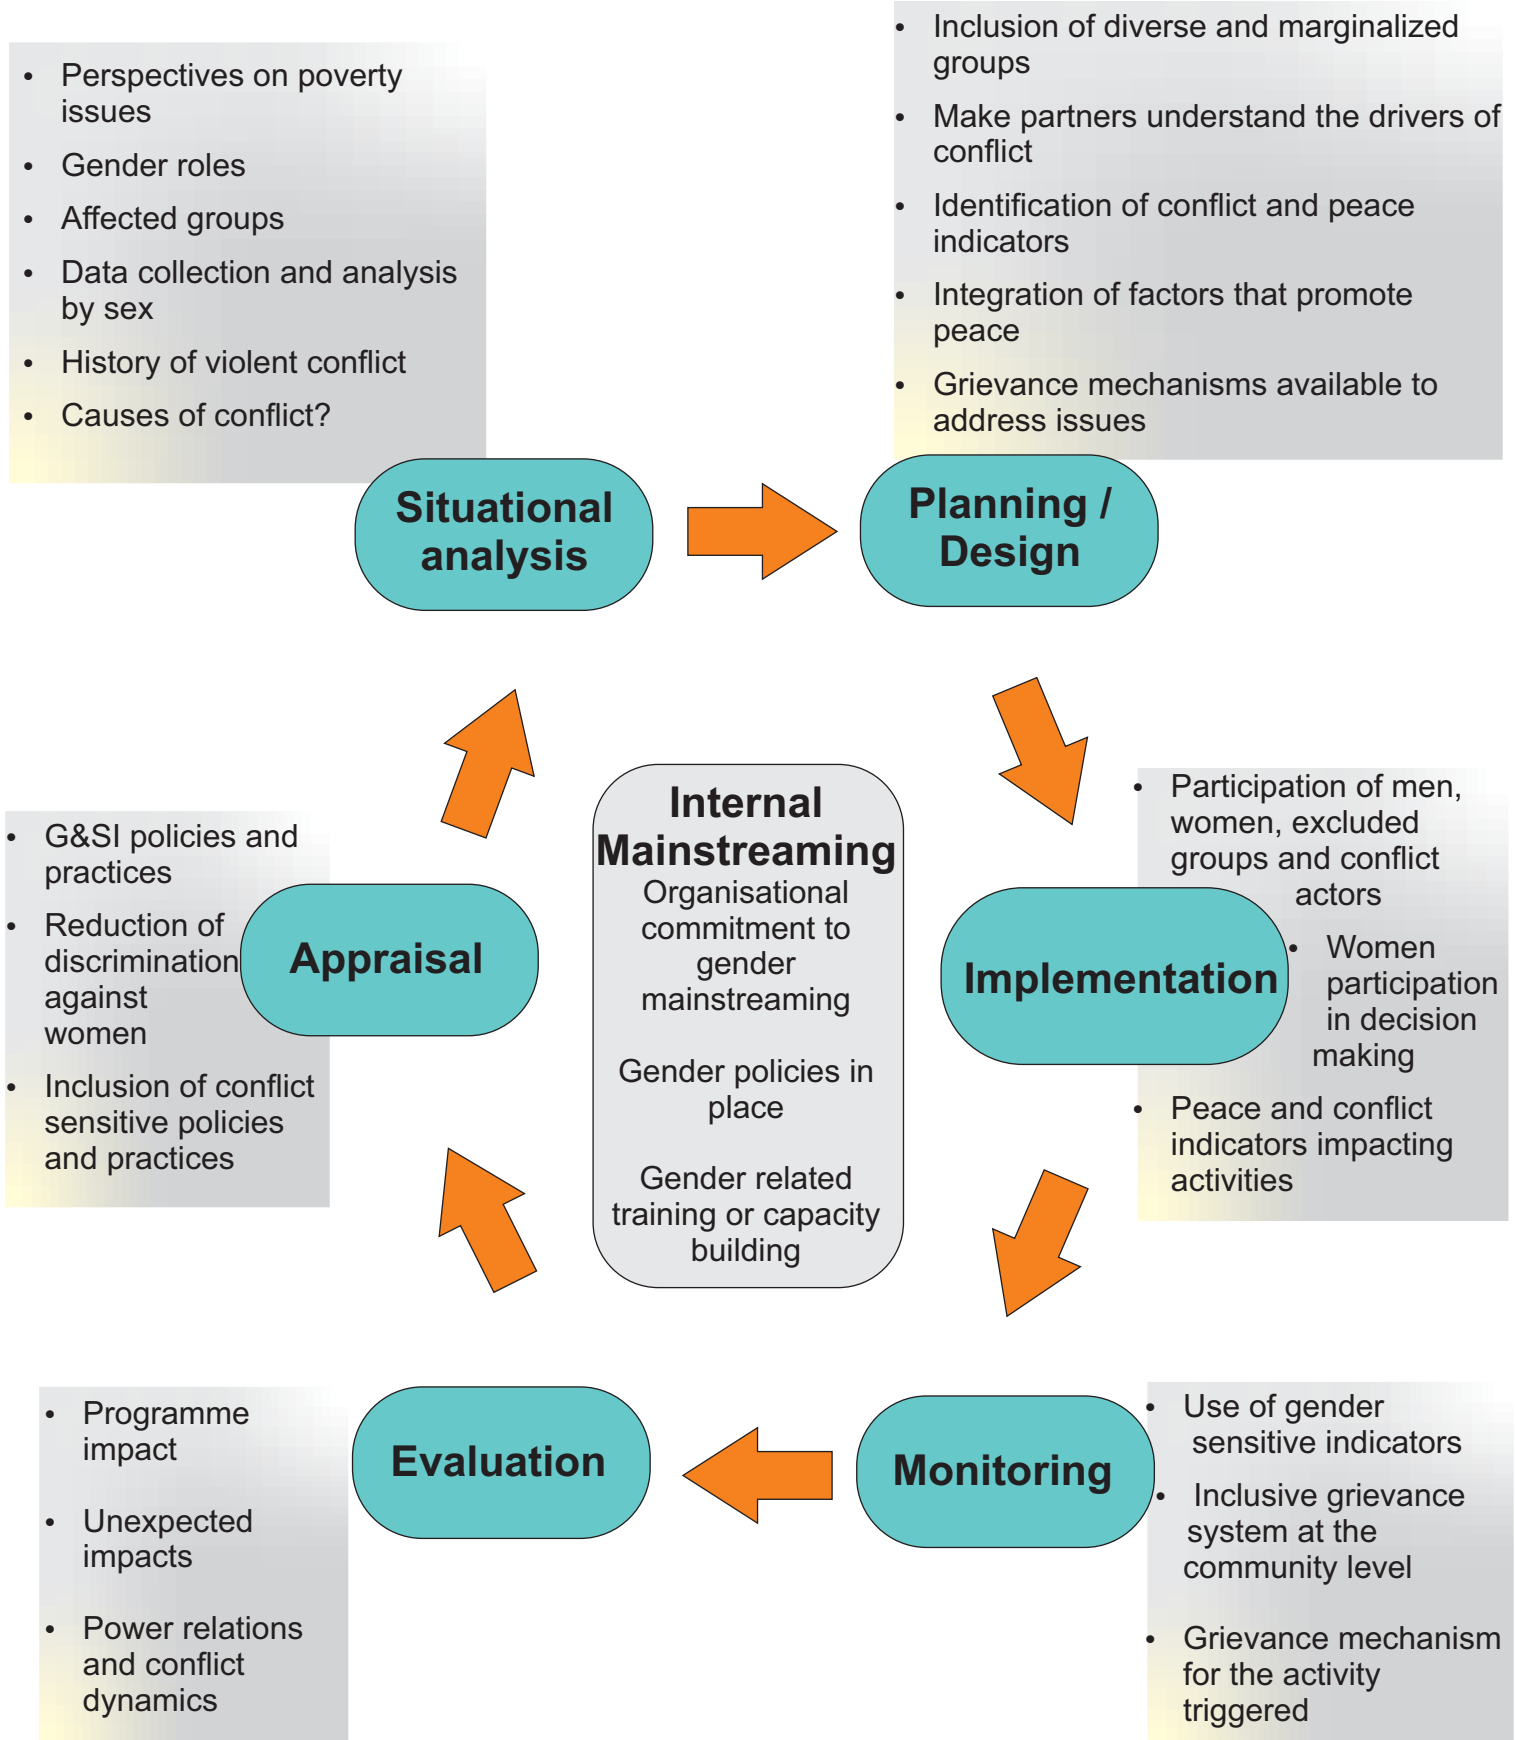 • Perspectives on poverty
issues
• Gender roles
• Affected groups
• Data collection and analysis
by sex
• History of violent conflict
• Causes of conflict?
• Inclusion of diverse and marginalized
groups
• Make partners understand the drivers of
conflict
• Identification of conflict and peace
indicators
• Integration of factors that promote
peace
• Grievance mechanisms available to
address issues
Situational
analysis
Planning /
Design
• G&SI policies and
practices
• Reduction of
discrimination
against
women
• Inclusion of conflict
sensitive policies
and practices
Appraisal
Internal
Mainstreaming
Organisational
commitment to
gender
mainstreaming
Gender policies in
place
Gender related
training or capacity
building
Implementation
• Participation of men,
women, excluded
groups and conflict
actors
• Women
participation
in decision
making
• Peace and conflict
indicators impacting
activities
• Programme
impact
• Unexpected
impacts
• Power relations
and conflict
dynamics
Evaluation
Monitoring
• Use of gender
sensitive indicators
• Inclusive grievance
system at the
community level
• Grievance mechanism
for the activity
triggered